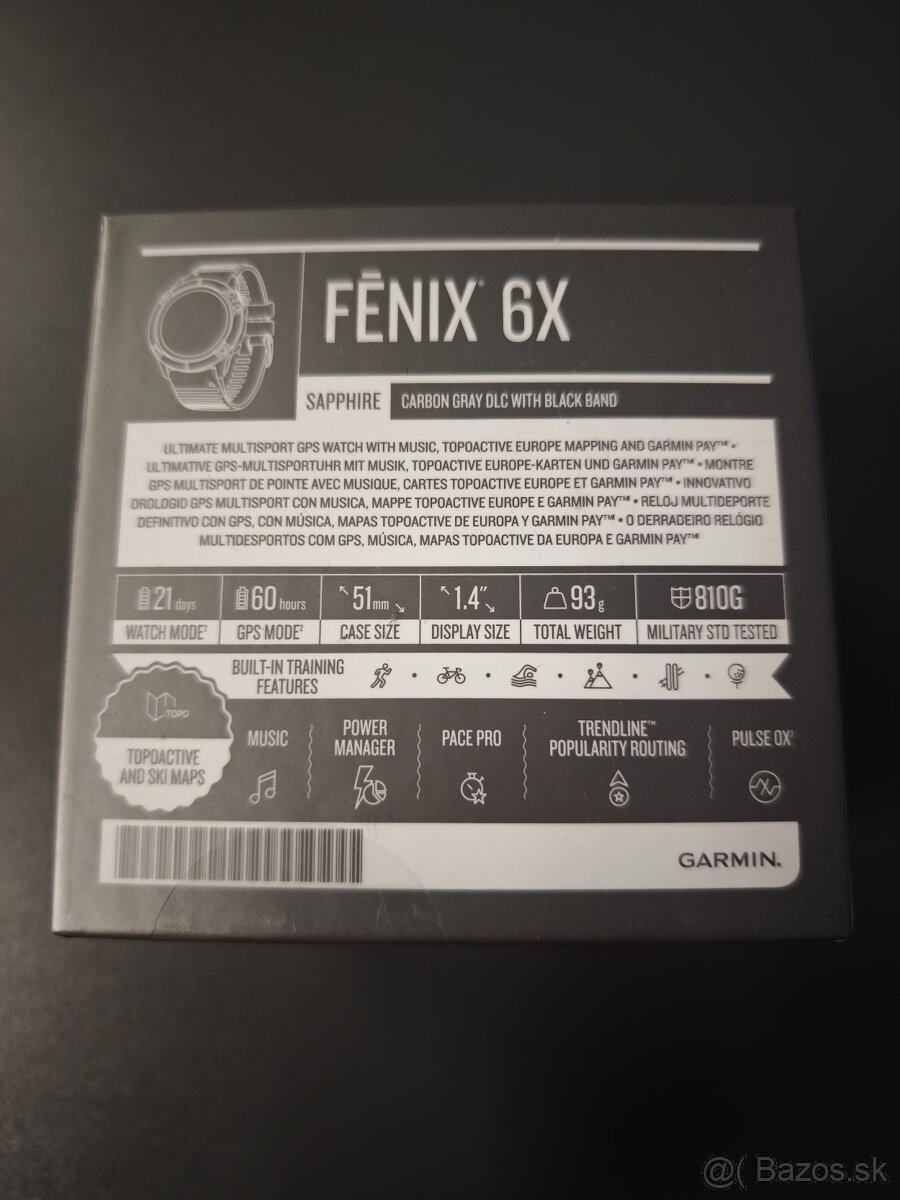 FĒNIX® 6X
SAPPHIRE CARBON GRAY DLC WITH BLACK BAND
ULTIMATE MULTISPORT GPS WATCH WITH MUSIC, TOPOACTIVE EUROPE MAPPING AND GARMIN PAY™ •
ULTIMATIVE GPS-MULTISPORTUHR MIT MUSIK, TOPOACTIVE EUROPE-KARTEN UND GARMIN PAY™ • MONTRE
GPS MULTISPORT DE POINTE AVEC MUSIQUE, CARTES TOPOACTIVE EUROPE ET GARMIN PAY™ • INNOVATIVO
OROLOGIO GPS MULTISPORT CON MUSICA, MAPPE TOPOACTIVE EUROPE E GARMIN PAY™ • RELOJ MULTIDEPORTE
DEFINITIVO CON GPS, CON MÚSICA, MAPAS TOPOACTIVE DE EUROPA Y GARMIN PAY™ • O DERRADEIRO RELÓGIO
MULTIDESPORTOS COM GPS, MÚSICA, MAPAS TOPOACTIVE DA EUROPA E GARMIN PAY™
21 days 60 hours 51mm 1.4″ 93g 810G
WATCH MODE² GPS MODE² CASE SIZE DISPLAY SIZE TOTAL WEIGHT MILITARY STD TESTED
BUILT-IN TRAINING
FEATURES
TOPO
TOPOACTIVE
AND SKI MAPS
MUSIC
POWER
MANAGER
PACE PRO
TRENDLINE™
POPULARITY ROUTING
PULSE OX³
GARMIN.
@( Bazos.sk